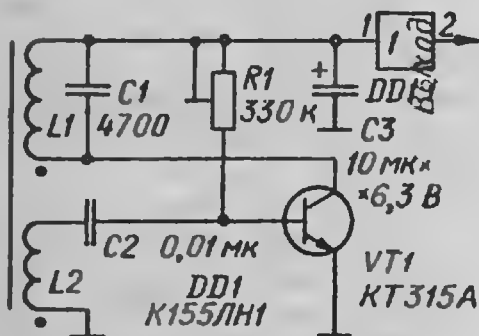 1 1 2
Выход
R1
330 к
DD1
C1
4700
L1
C3
10 мк×
×6,3 В
C2 0,01 мк
L2
DD1
К155ЛН1
VT1
КТ315А